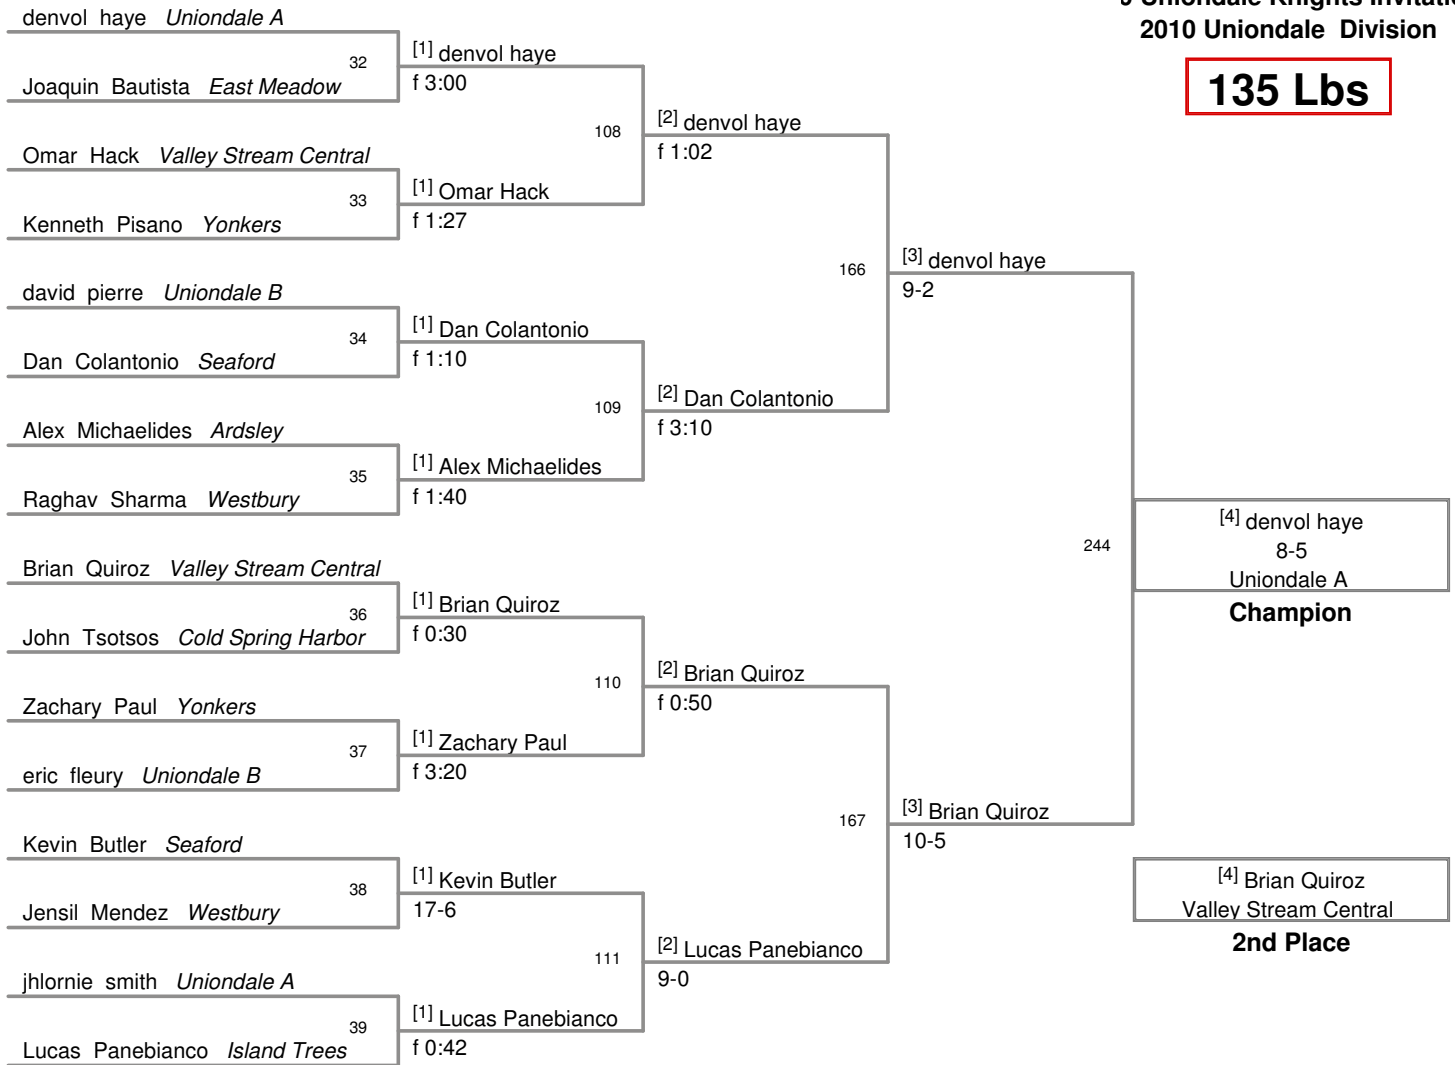 J Uniondale Knights Invitati
2010 Uniondale Division
135 Lbs
denvol haye Uniondale A
32
Joaquin Bautista East Meadow
[1] denvol haye
f 3:00
108
Omar Hack Valley Stream Central
33
Kenneth Pisano Yonkers
[1] Omar Hack
f 1:27
[2] denvol haye
f 1:02
david pierre Uniondale B
34
Dan Colantonio Seaford
[1] Dan Colantonio
f 1:10
109
Alex Michaelides Ardsley
35
Raghav Sharma Westbury
[1] Alex Michaelides
f 1:40
[2] Dan Colantonio
f 3:10
166
[3] denvol haye
9-2
Brian Quiroz Valley Stream Central
36
John Tsotsos Cold Spring Harbor
[1] Brian Quiroz
f 0:30
110
Zachary Paul Yonkers
37
eric fleury Uniondale B
[1] Zachary Paul
f 3:20
[2] Brian Quiroz
f 0:50
Kevin Butler Seaford
38
Jensil Mendez Westbury
[1] Kevin Butler
17-6
111
jhlornie smith Uniondale A
39
Lucas Panebianco Island Trees
[1] Lucas Panebianco
f 0:42
[2] Lucas Panebianco
9-0
167
[3] Brian Quiroz
10-5
244
[4] denvol haye
8-5
Uniondale A
Champion
[4] Brian Quiroz
Valley Stream Central
2nd Place